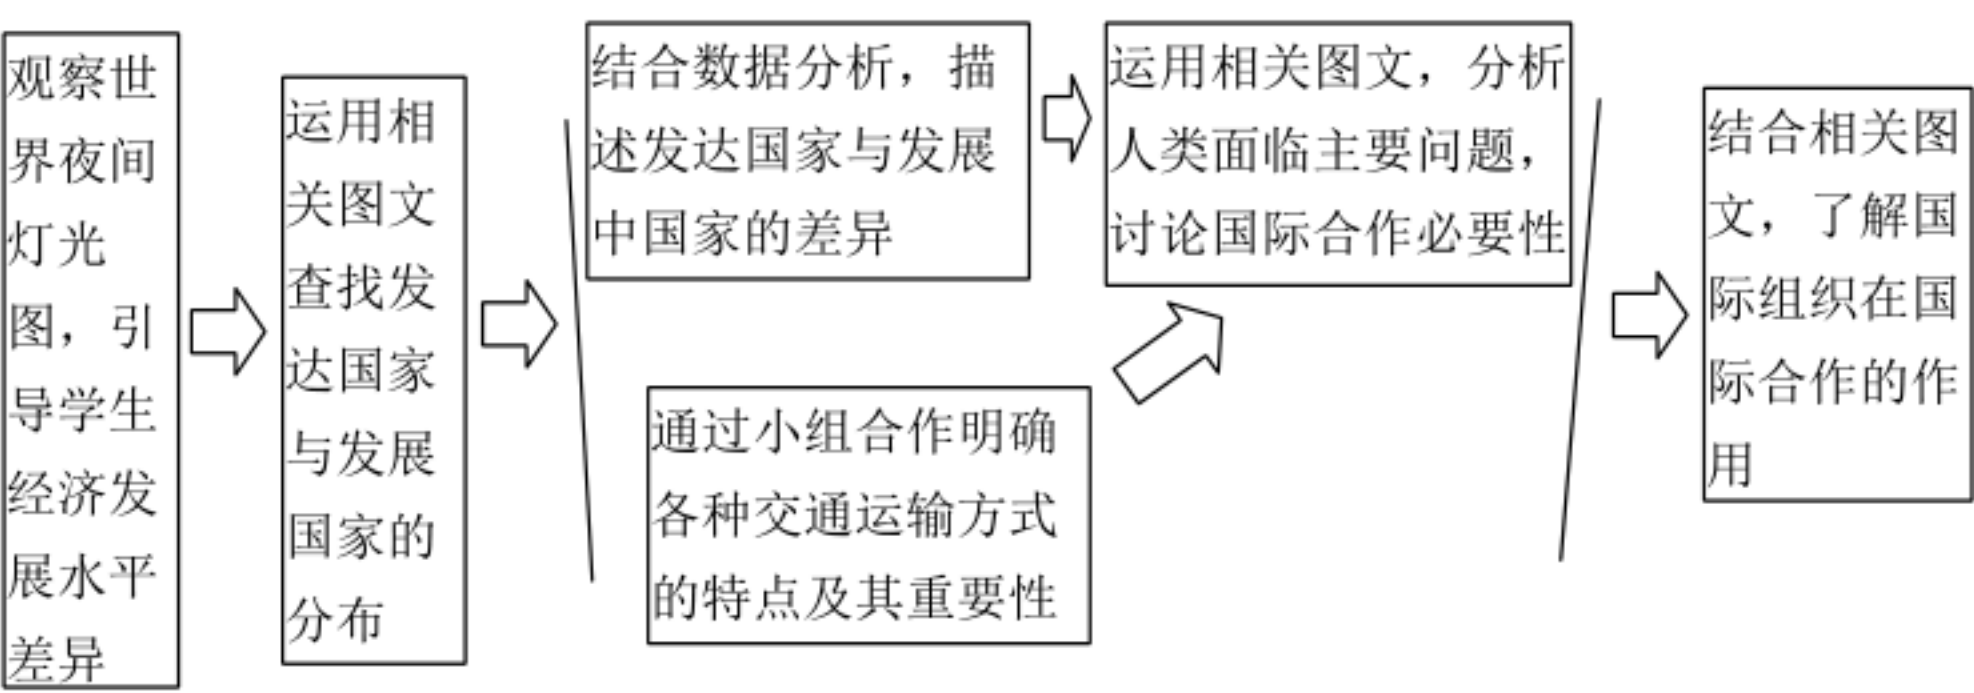 观察世
界夜间
灯光
图，引
导学生
经济发
展水平
差异
运用相
关图文
查找发
达国家
与发展
国家的
分布
结合数据分析，描
述发达国家与发展
中国家的差异
通过小组合作明确
各种交通运输方式
的特点及其重要性
运用相关图文，分析
人类面临主要问题，
讨论国际合作必要性
结合相关图
文，了解国
际组织在国
际合作的作
用